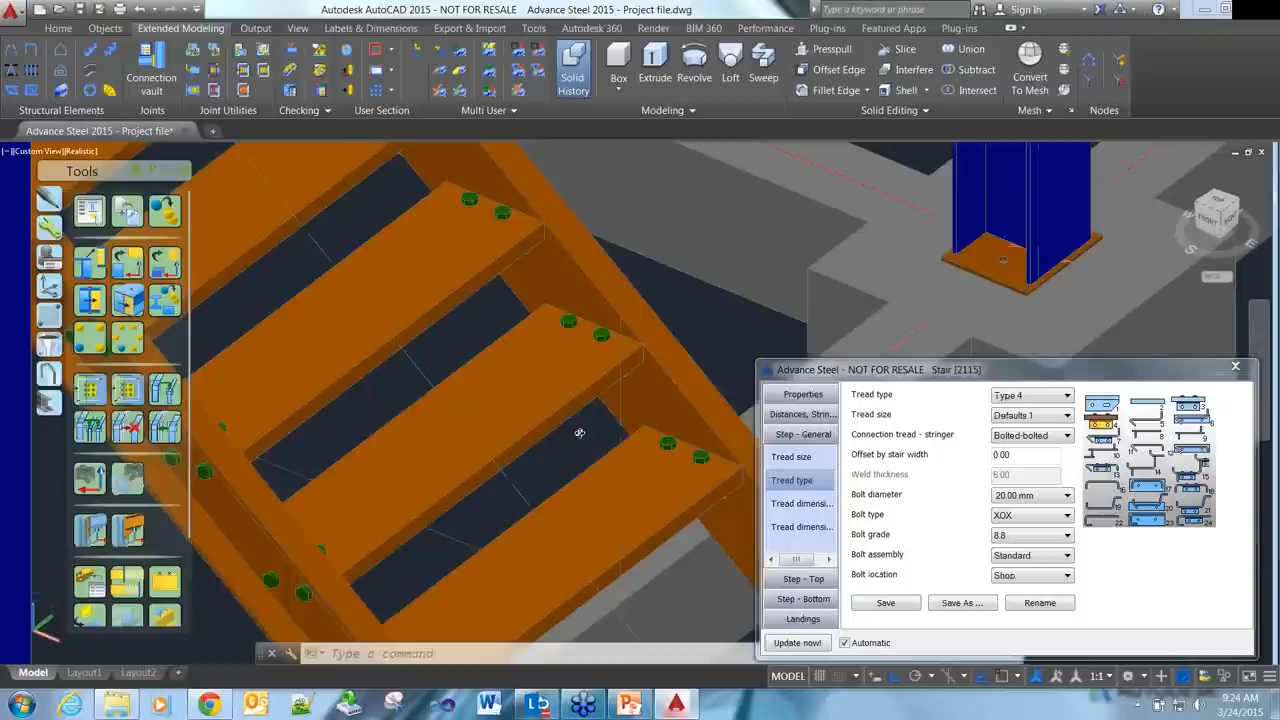 Autodesk AutoCAD 2015 - NOT FOR RESALE Advance Steel - Project file.dwg
Type a keyword or phrase
Sign In
Home Objects Extended Modeling Output View Labels & Dimensions Export & Import Tools Autodesk 360 Render BIM 360 Performance Plug-ins Featured Apps Plug-ins
Connection vault
Solid History
Box
Extrude
Revolve
Loft
Sweep
Presspull
Slice
Union
Offset Edge
Interfere
Subtract
Fillet Edge
Shell
Intersect
Convert To Mesh
Structural Elements Joints Joint Utilities Checking User Section Multi User Modeling Solid Editing Mesh Nodes
Advance Steel 2015 - Project file*
[−][Custom View][Realistic]
Tools
TOP
FRONT
S
E
Advance Steel - NOT FOR RESALE Stair [2115]
Properties
Distances, Strin...
Step - General
Tread size
Tread type
Tread dimensi...
Tread dimensi...
Step - Top
Step - Bottom
Landings
Tread type Type 4
Tread size Defaults 1
Connection tread - stringer Bolted-bolted
Offset by stair width 0.00
Weld thickness 6.00
Bolt diameter 20.00 mm
Bolt type XOX
Bolt grade 8.8
Bolt assembly Standard
Bolt location Shop
Save Save As ... Rename
Update now! Automatic
Type a command
Model Layout1 Layout2
MODEL
1:1
9:24 AM
3/24/2015